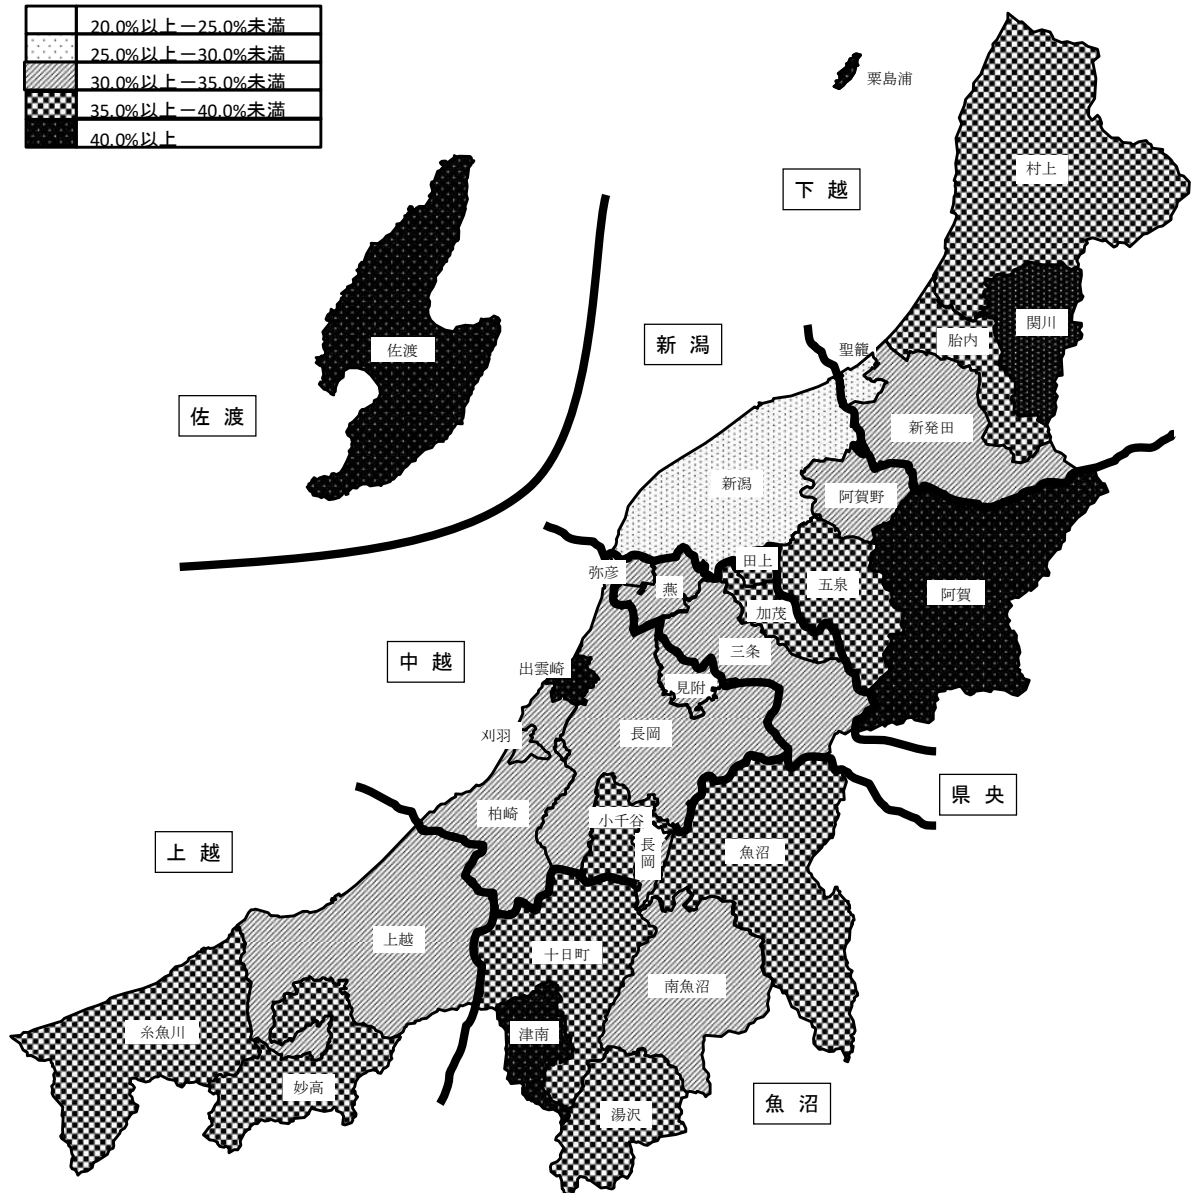 20.0%以上－25.0%未満
25.0%以上－30.0%未満
30.0%以上－35.0%未満
35.0%以上－40.0%未満
40.0%以上
粟島浦
村上
下 越
関川
新 潟
胎内
聖籠
佐渡
佐 渡
新発田
新潟
阿賀野
田上
弥彦
五泉
燕
阿賀
加茂
三条
中 越
出雲崎
見附
長岡
刈羽
県 央
柏崎
小千谷
上 越
長岡
魚沼
上越
十日町
南魚沼
糸魚川
津南
妙高
魚 沼
湯沢